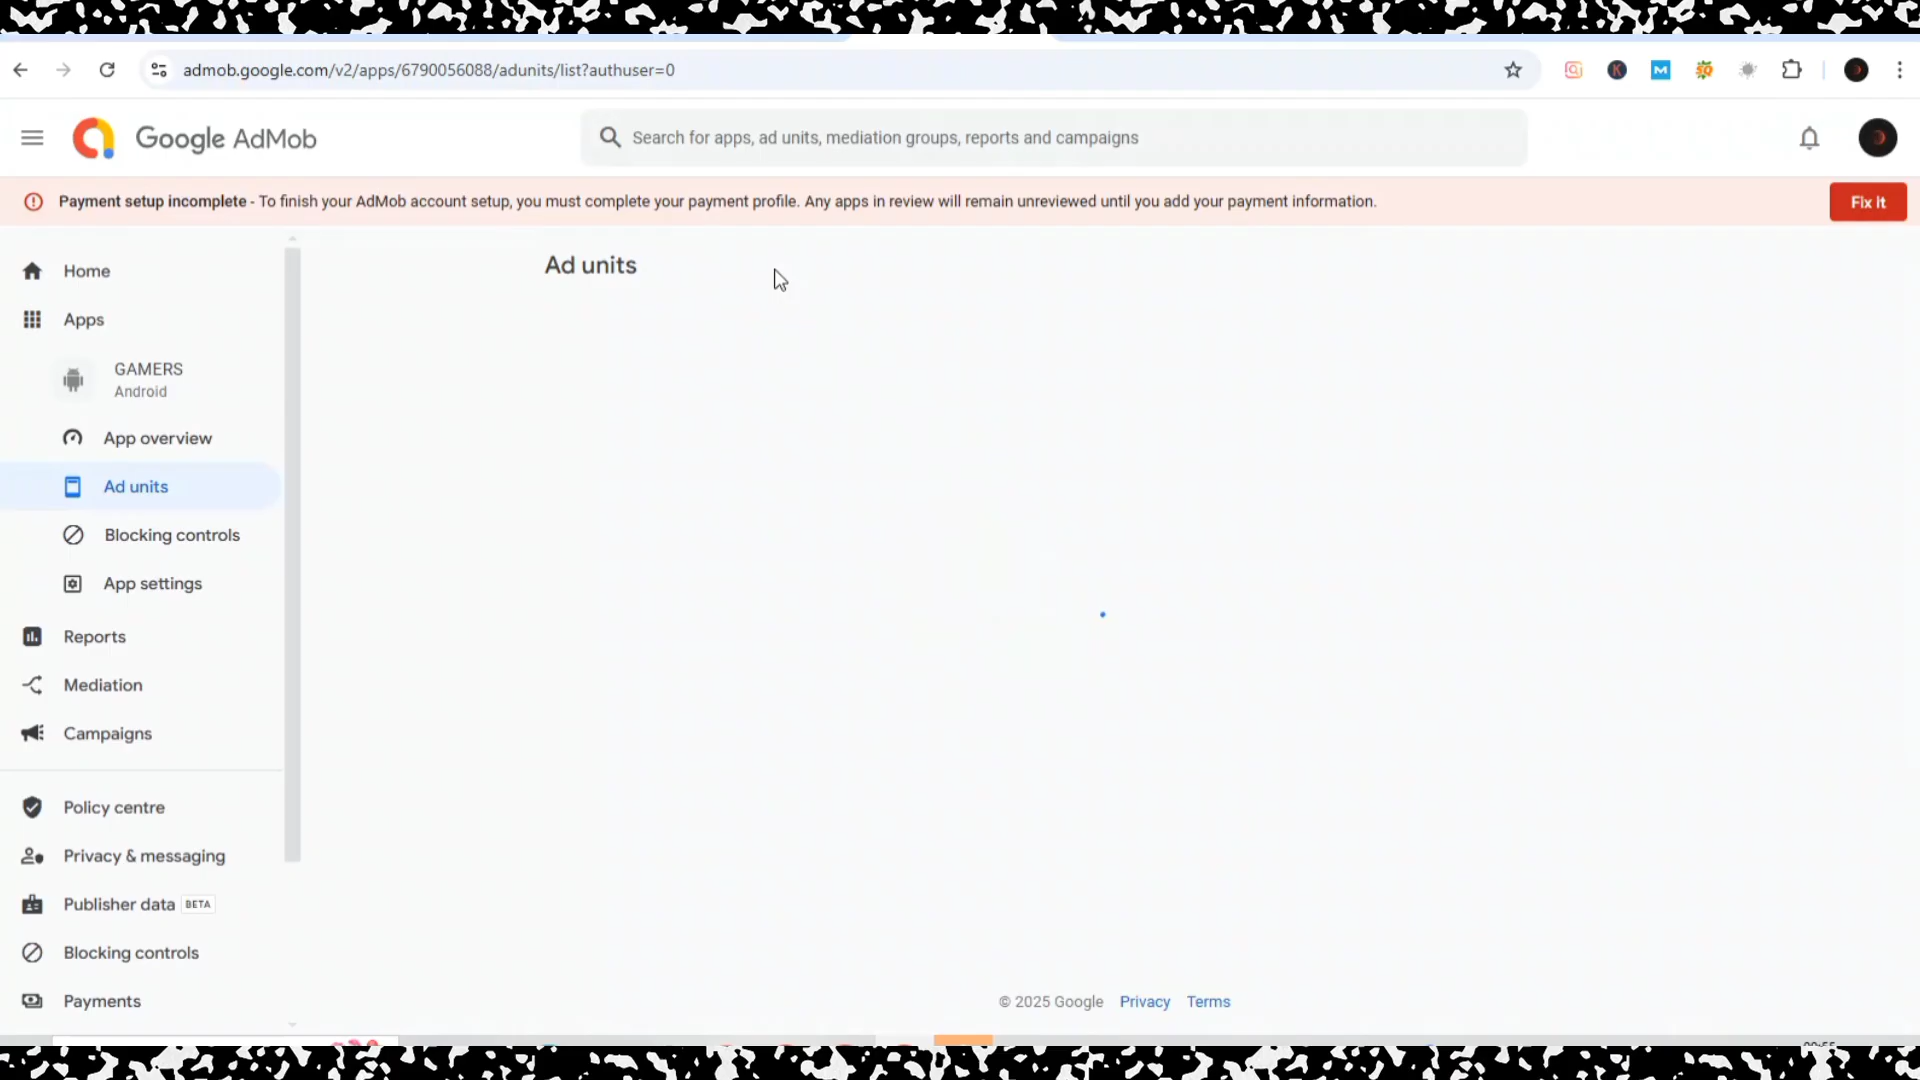 admob.google.com/v2/apps/6790056088/adunits/list?authuser=0
Google AdMob
Search for apps, ad units, mediation groups, reports and campaigns
Payment setup incomplete - To finish your AdMob account setup, you must complete your payment profile. Any apps in review will remain unreviewed until you add your payment information.
Fix it
Home
Ad units
Apps
GAMERS
Android
App overview
Ad units
Blocking controls
App settings
Reports
Mediation
Campaigns
Policy centre
Privacy & messaging
Publisher data BETA
Blocking controls
Payments
© 2025 Google Privacy Terms